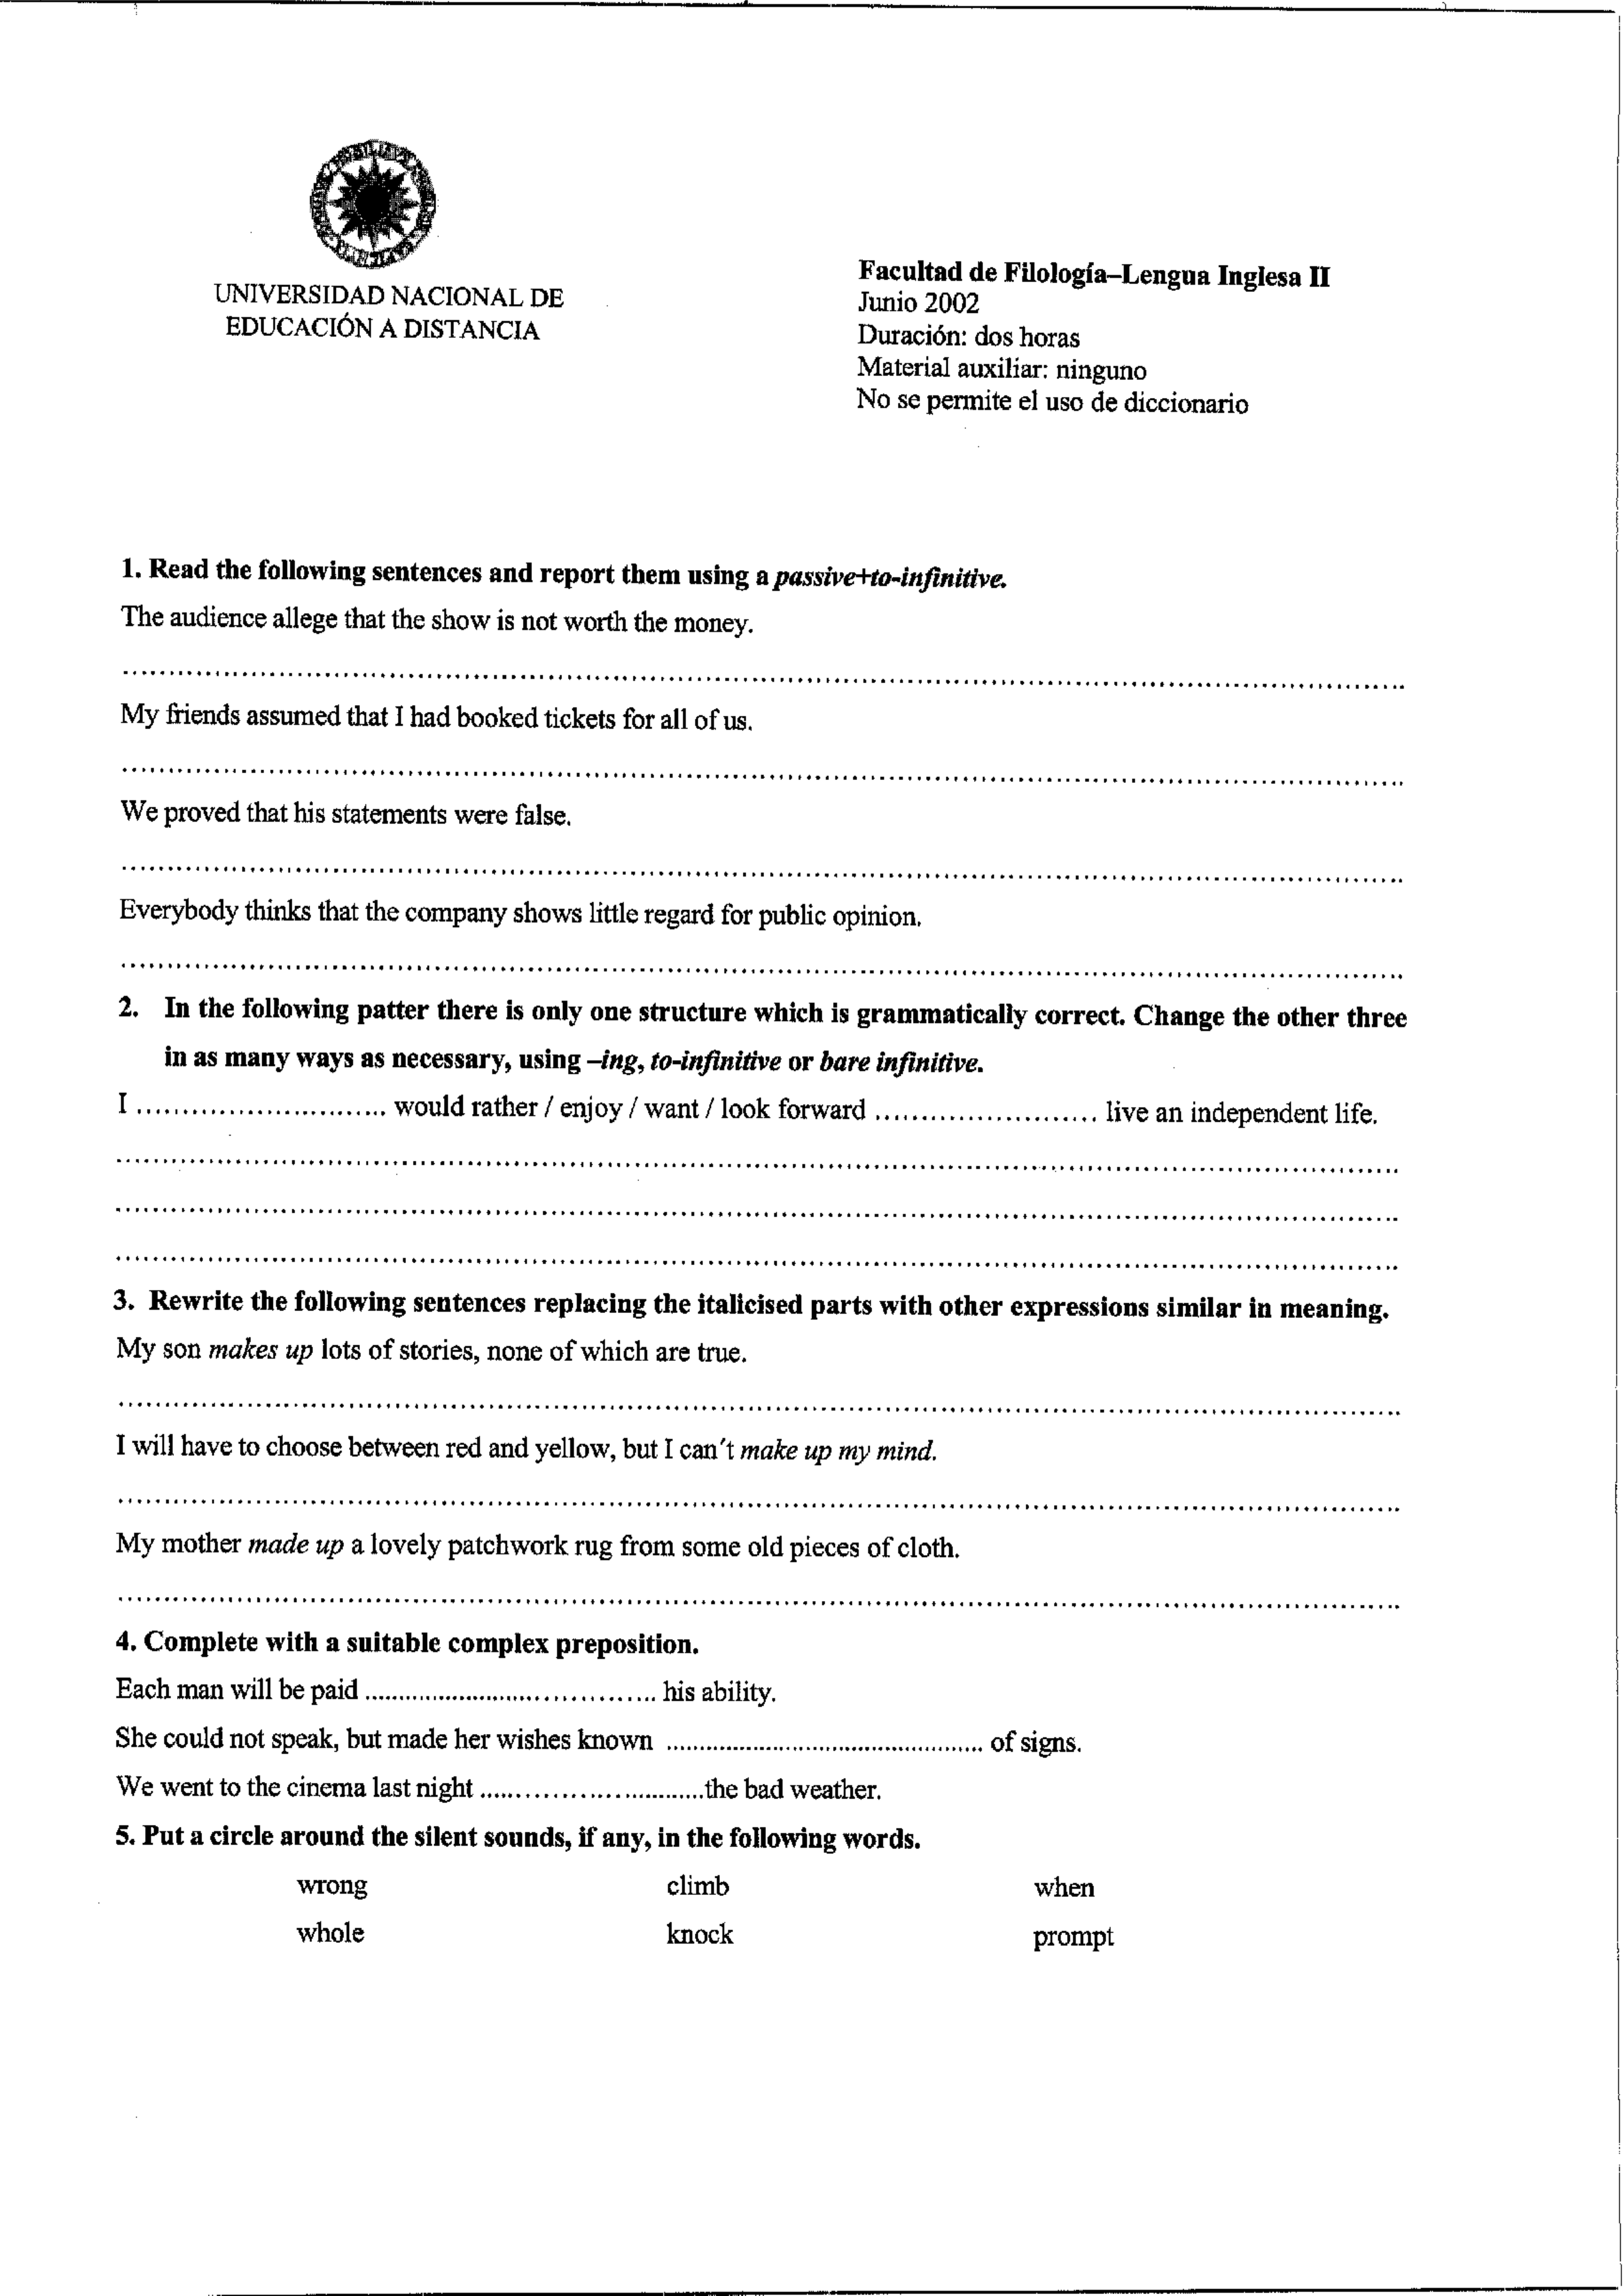 UNIVERSIDAD NACIONAL DE
EDUCACIÓN A DISTANCIA
Facultad de Filología–Lengua Inglesa II
Junio 2002
Duración: dos horas
Material auxiliar: ninguno
No se permite el uso de diccionario
1. Read the following sentences and report them using a passive+to-infinitive.
The audience allege that the show is not worth the money.
My friends assumed that I had booked tickets for all of us.
We proved that his statements were false.
Everybody thinks that the company shows little regard for public opinion.
2. In the following patter there is only one structure which is grammatically correct. Change the other three
in as many ways as necessary, using –ing, to-infinitive or bare infinitive.
I ........................... would rather / enjoy / want / look forward ........................ live an independent life.
3. Rewrite the following sentences replacing the italicised parts with other expressions similar in meaning.
My son makes up lots of stories, none of which are true.
I will have to choose between red and yellow, but I can't make up my mind.
My mother made up a lovely patchwork rug from some old pieces of cloth.
4. Complete with a suitable complex preposition.
Each man will be paid ........................................ his ability.
She could not speak, but made her wishes known ............................................... of signs.
We went to the cinema last night ..............................the bad weather.
5. Put a circle around the silent sounds, if any, in the following words.
wrong climb when
whole knock prompt